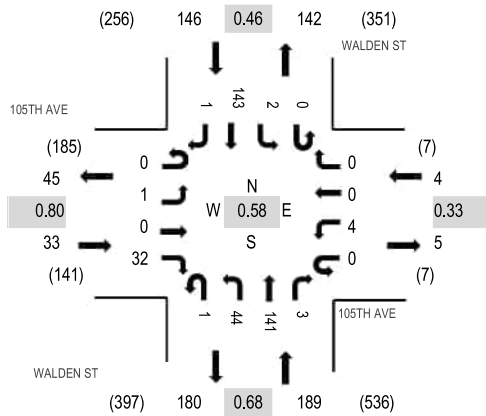 (256) 146 0.46 142 (351)
WALDEN ST
105TH AVE
1 143 2 0
(185) 0 0 (7)
45 4
1 N 0
0.80 W 0.58 E 0.33
0 S 4
33 5
32 0
(141) (7)
1 44 141 3
105TH AVE
WALDEN ST
(397) 180 0.68 189 (536)